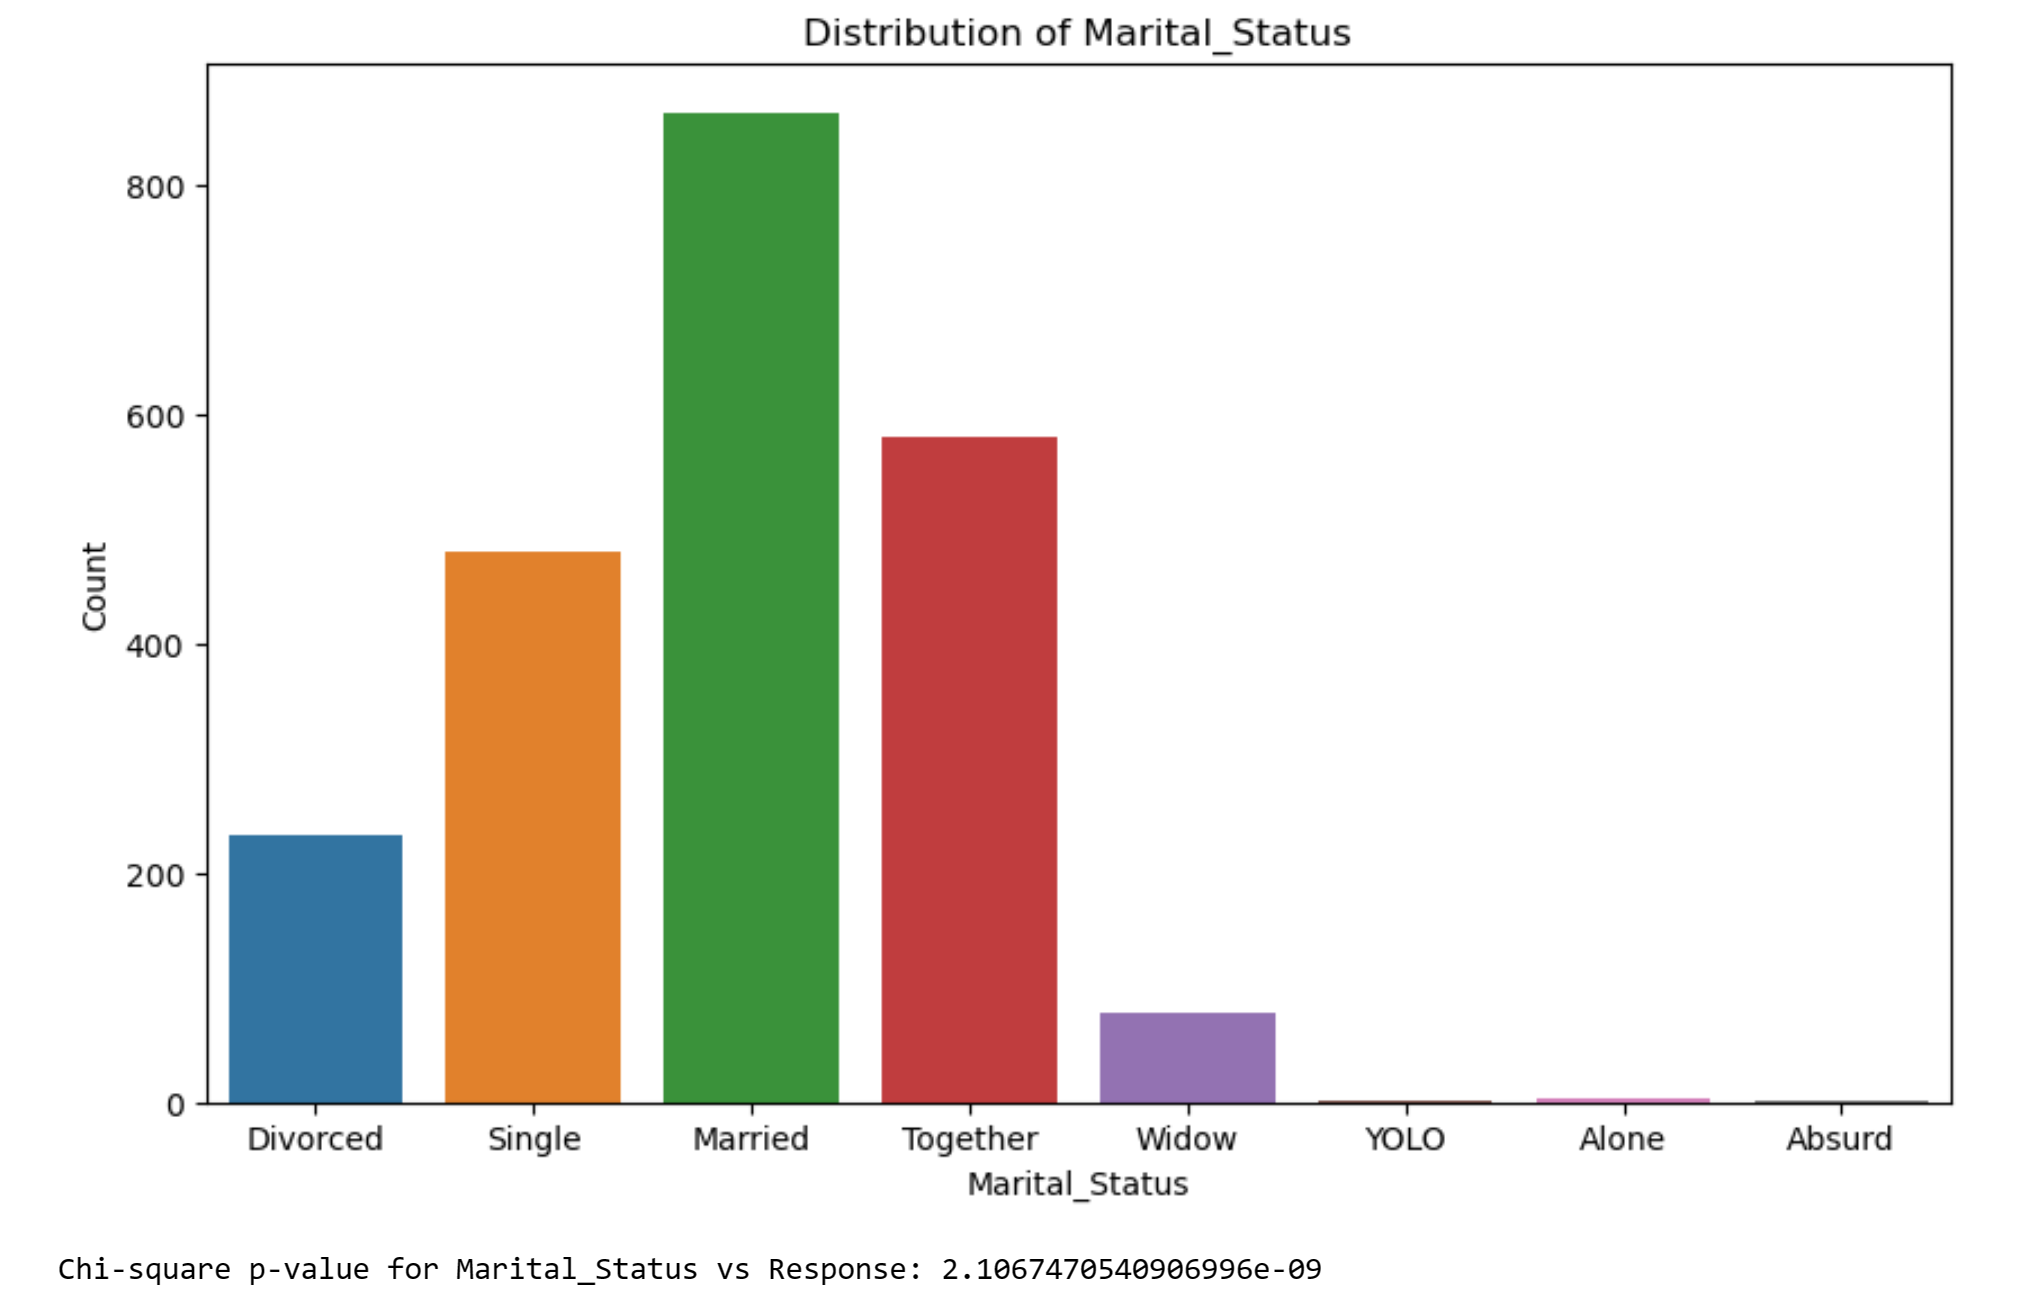 Distribution of Marital_Status
800
600
400
200
0
Count
Divorced Single Married Together Widow YOLO Alone Absurd
Marital_Status
Chi-square p-value for Marital_Status vs Response: 2.1067470540906996e-09